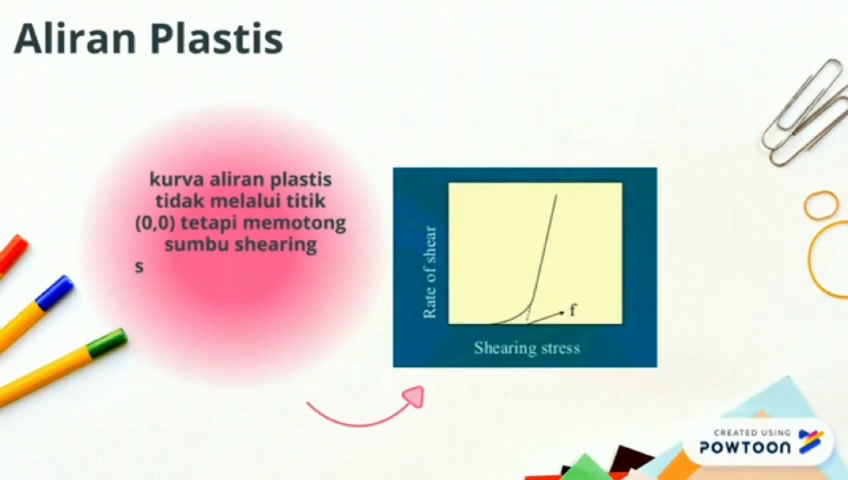 Aliran Plastis
kurva aliran plastis
tidak melalui titik
(0,0) tetapi memotong
sumbu shearing
s
Rate of shear
f
Shearing stress
CREATED USING
POWTOON